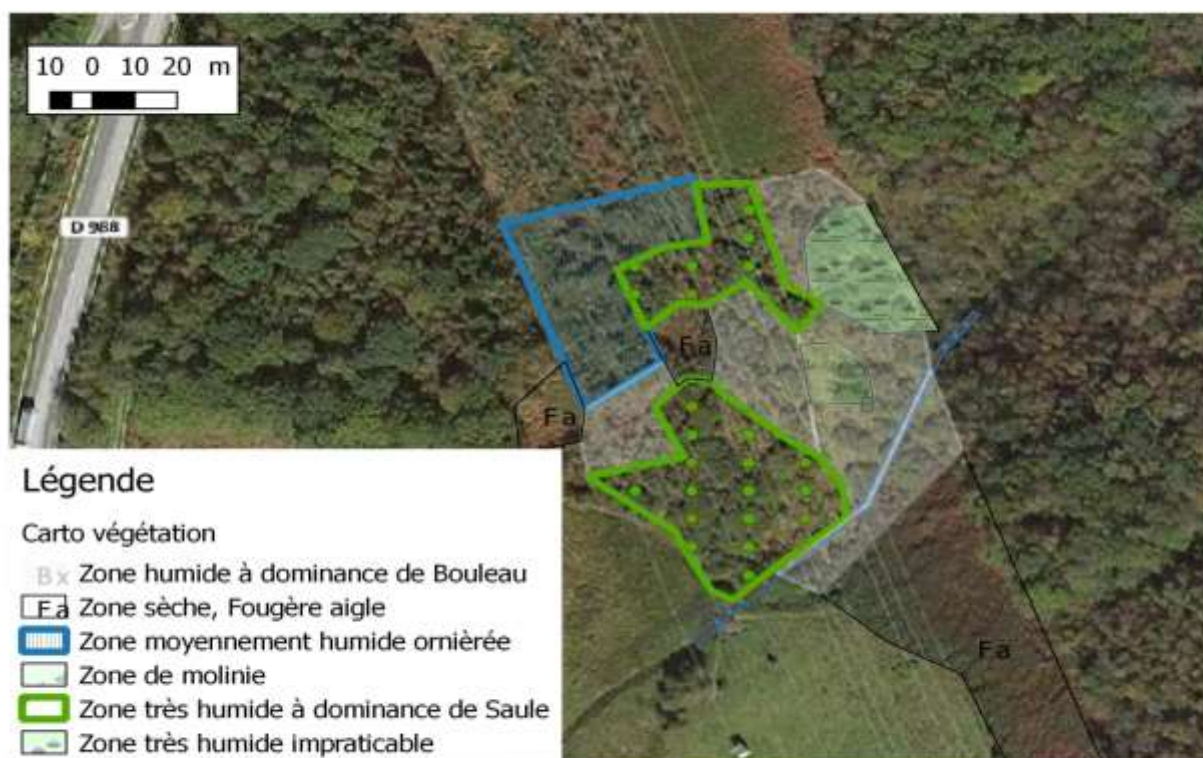 10 0 10 20 m
D 988
Fa
Fa
Fa
Légende
Carto végétation
Bx Zone humide à dominance de Bouleau
Fa Zone sèche, Fougère aigle
Zone moyennement humide ornièrée
Zone de molinie
Zone très humide à dominance de Saule
Zone très humide impraticable